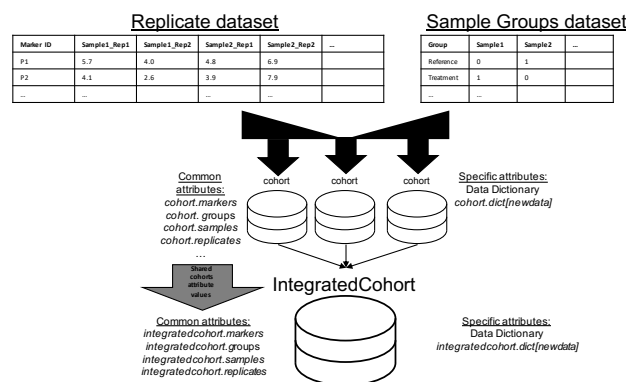 Replicate dataset
Sample Groups dataset
Marker ID Sample1_Rep1 Sample1_Rep2 Sample2_Rep1 Sample2_Rep2 ...
P1 5.7 4.0 4.8 6.9
P2 4.1 2.6 3.9 7.9
... ... ... ...
Group Sample1 Sample2 ...
Reference 0 1
Treatment 1 0
... ...
Common
attributes:
cohort.markers
cohort. groups
cohort.samples
cohort.replicates
...
cohort cohort cohort
Specific attributes:
Data Dictionary
cohort.dict[newdata]
Shared
cohorts
attribute
values
IntegratedCohort
Common attributes:
integratedcohort.markers
integratedcohort.groups
integratedcohort.samples
integratedcohort.replicates
Specific attributes:
Data Dictionary
integratedcohort.dict[newdata]